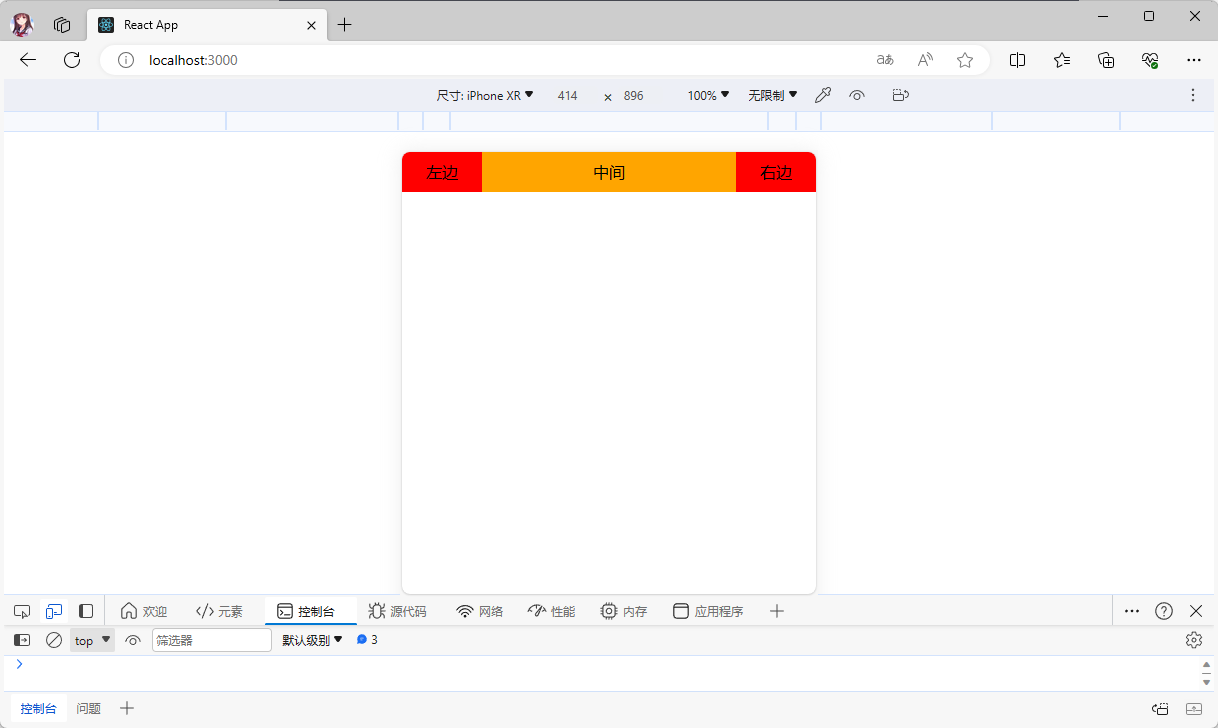 React App
localhost:3000
aあ
尺寸: iPhone XR 414 × 896 100% 无限制
左边 中间 右边
欢迎 元素 控制台 源代码 网络 性能 内存 应用程序
top 筛选器 默认级别 3
控制台 问题